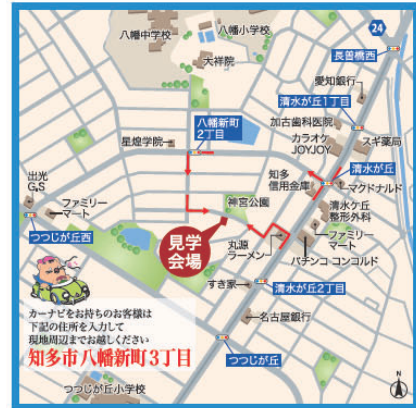 八幡中学校
八幡小学校
大祥院
24
長曽橋西
愛知銀行
清水が丘1丁目
加古歯科医院
カラオケ
JOYJOY
スギ薬局
八幡新町
2丁目
星煌学院
清水が丘
知多
信用金庫
マクドナルド
出光
G.S
ファミリー
マート
神宮公園
清水ケ丘
整形外科
つつじが丘西
見学
会場
丸源
ラーメン
ファミリー
マート
パチンコ・コンコルド
すき家
清水が丘2丁目
カーナビをお持ちのお客様は
下記の住所を入力して
現地周辺までお越しください
知多市八幡新町3丁目
名古屋銀行
つつじが丘
つつじが丘小学校
N